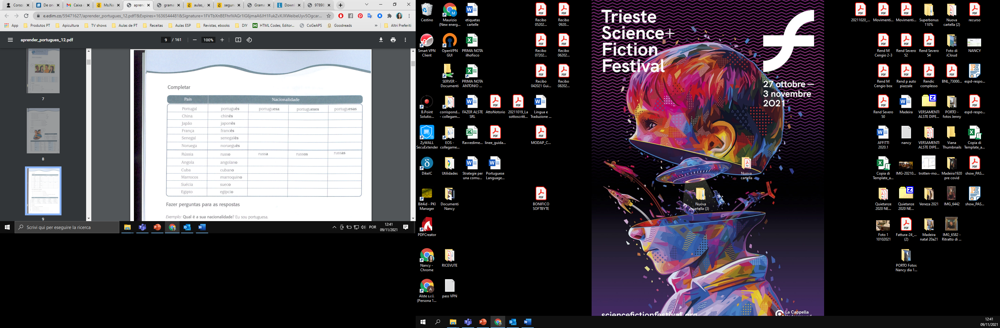 Corso:
De on
Caixa
Ms.Na
apren
grama
aulas_
segun
Grama
Downl
97898
e.edim.co/59471627/aprender_portugues_12.pdf?&Expires=1636544481&Signature=1FVTbXnBEFhrIVAGr1IG6jmaA6JH1FukZvXJXWeibeUyv5Ogcar...
App Produtos PT Apicultura TV shows Aulas de PT Receitas Aulas ESP Revistas, ebooks DIY HTML Codes, Editor... CoGeAPS Goodreads » Altri Preferiti
aprender_portugues_12.pdf 9 / 161 100%
7
8
9
Completar
País Nacionalidade
Portugal português portuguesa portugueses portuguesas
China chinês
Japão japonês
França francês
Senegal senegalês
Noruega norueguês
Rússia russo russa russos russas
Angola angolano
Cuba cubano
Marrocos marroquino
Suécia sueco
Egipto egípcio
Fazer perguntas para as respostas
Exemplo: Qual é a sua nacionalidade? Eu sou portuguesa.
Scrivi qui per eseguire la ricerca
POR
12:41
09/11/2021
Cestino
Maurizio
(New energ...
etiquetas
cartelle
Recibo
05202...
Recibo
0920...
Smart VPN
Client
OpenVPN
GUI
PRIMA NOTA
ilhofisco
Recibo
07202...
Recibo
06202...
SERVER -
Documenti
PRIMA NOTA
ANTONIO ...
Recibo
042021 Gui...
Recibo
08202...
B.Point
Solutio...
corrispond...
- collegam...
FAZER ALSTE
SRL
AttoNotorio
20211019_La
sottoscritt...
Lingua e
Traduzione ...
ZyWALL
SecuExtender
EOS -
collegame...
Ravvedime...
linee_guida...
MODAP_C...
DikeIC
Utilidades
Strategie per
una comu...
Portuguese
Language...
Bit4id - PKI
Manager
Documenti
Nancy
BONIFICO
SOFTBYTE
PDFCreator
Nancy -
Chrome
RICEVUTE
Alste s.r.l.
(Persona 1...
pass VPN
Trieste
Science+
Fiction
Festival
27 ottobre —
3 novembre
2021
Nuova
cartella
Nuova
cartella (3)
sciencefictionfestival.org
La Cappella
Underground
20211020_...
Movimenti...
Movimenti...
Superbonus
110%
Nuova
cartella (2)
recurso
Rend M
Cengio 2-3
Rend Severo
52
Rend Severo
54
Foto di
iCloud
NANCY
Rend M
Cengio box
Rend p auto
piazzale
Rendic
complesso
BNL_73000...
espd-respo...
Rend Severo
50
Madeira
VERSAMENTI
ALSTE DIPE...
PORTO -
fotos Jenny
espd-respo...
AFFITTI
2020.1
nancy
VERSAMENTI
ALSTE DIPE...
Viana
Thumbnails
Copia di
Template_a...
Copia di
Template_a...
IMG-20210...
trotten-mo...
Madeira1920
pre covid
show_PAS...
Quietanze
2020 NE...
Quietanze
2020 NE...
Veneza 2021
IMG_6442
show_PAS...
Foto 1
10102021
Fattura-24_...
(2)
Madeira
natal 20a21
IMG_6582 -
Ritratto di ...
PORTO Fotos
Nancy dia 1...
12:41
09/11/2021